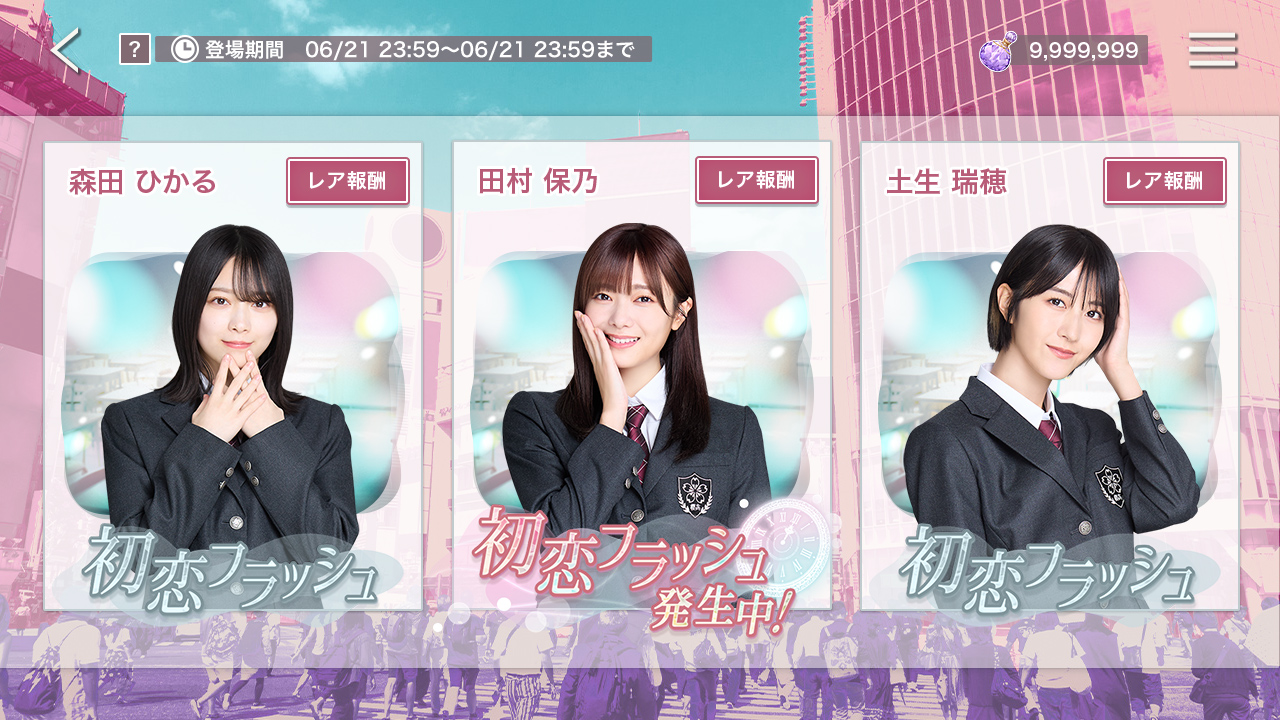 ?
登場期間 06/21 23:59〜06/21 23:59まで
9,999,999
森田 ひかる
レア報酬
初恋フラッシュ
田村 保乃
レア報酬
初恋フラッシュ
発生中!
土生 瑞穂
レア報酬
初恋フラッシュ